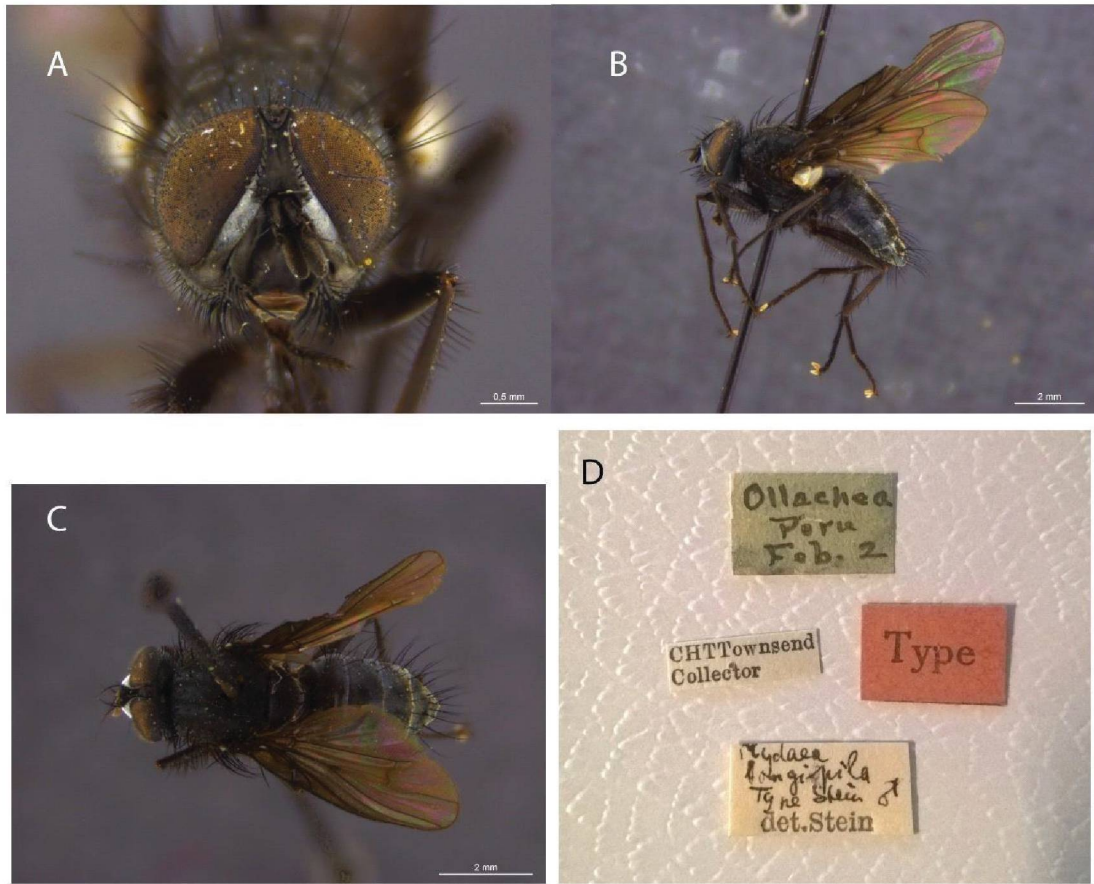 A
0,5 mm
B
2 mm
C
2 mm
D
Ollachea
Peru
Feb. 2
CHTTownsend
Collector
Type
Mydaea
longipila
Type Stein ♂
det.Stein